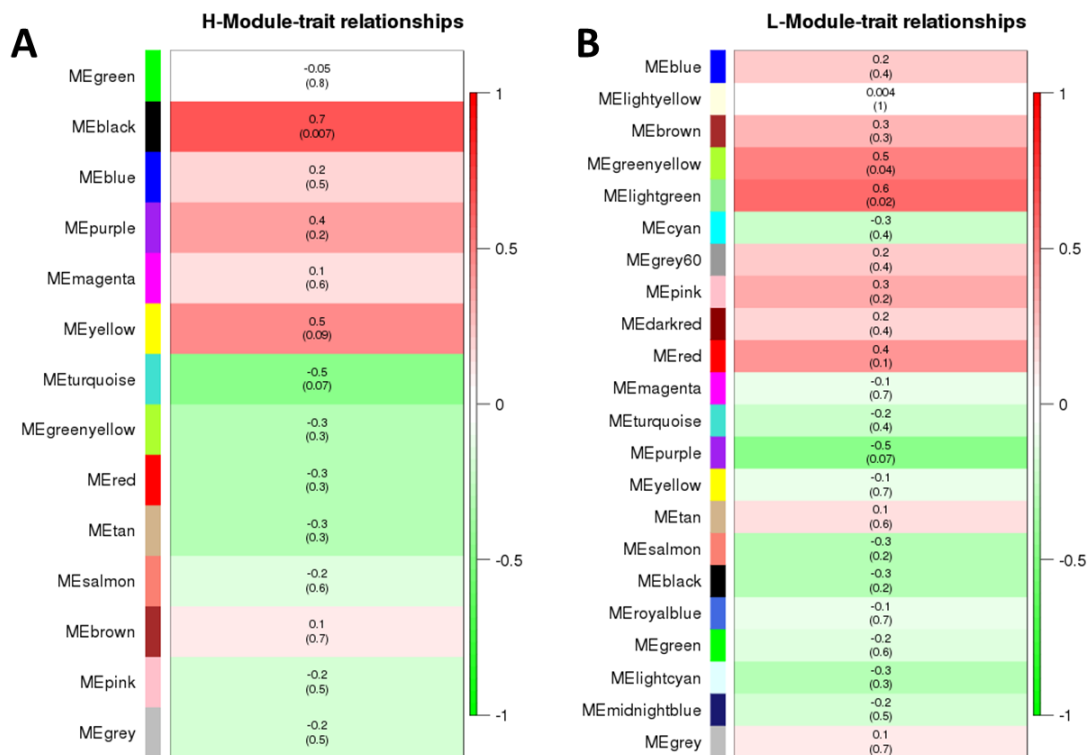 A
H-Module-trait relationships
MEgreen
-0.05
(0.8)
MEblack
0.7
(0.007)
MEblue
0.2
(0.5)
MEpurple
0.4
(0.2)
MEmagenta
0.1
(0.6)
MEyellow
0.5
(0.09)
MEturquoise
-0.5
(0.07)
MEgreenyellow
-0.3
(0.3)
MEred
-0.3
(0.3)
MEtan
-0.3
(0.3)
MEsalmon
-0.2
(0.6)
MEbrown
0.1
(0.7)
MEpink
-0.2
(0.5)
MEgrey
-0.2
(0.5)
1
0.5
0
-0.5
-1
B
L-Module-trait relationships
MEblue
0.2
(0.4)
MElightyellow
0.004
(1)
MEbrown
0.3
(0.3)
MEgreenyellow
0.5
(0.04)
MElightgreen
0.6
(0.02)
MEcyan
-0.3
(0.4)
MEgrey60
0.2
(0.4)
MEpink
0.3
(0.2)
MEdarkred
0.2
(0.4)
MEred
0.4
(0.1)
MEmagenta
-0.1
(0.7)
MEturquoise
-0.2
(0.4)
MEpurple
-0.5
(0.07)
MEyellow
-0.1
(0.7)
MEtan
0.1
(0.6)
MEsalmon
-0.3
(0.2)
MEblack
-0.3
(0.2)
MEroyalblue
-0.1
(0.7)
MEgreen
-0.2
(0.6)
MElightcyan
-0.3
(0.3)
MEmidnightblue
-0.2
(0.5)
MEgrey
0.1
(0.7)
1
0.5
0
-0.5
-1